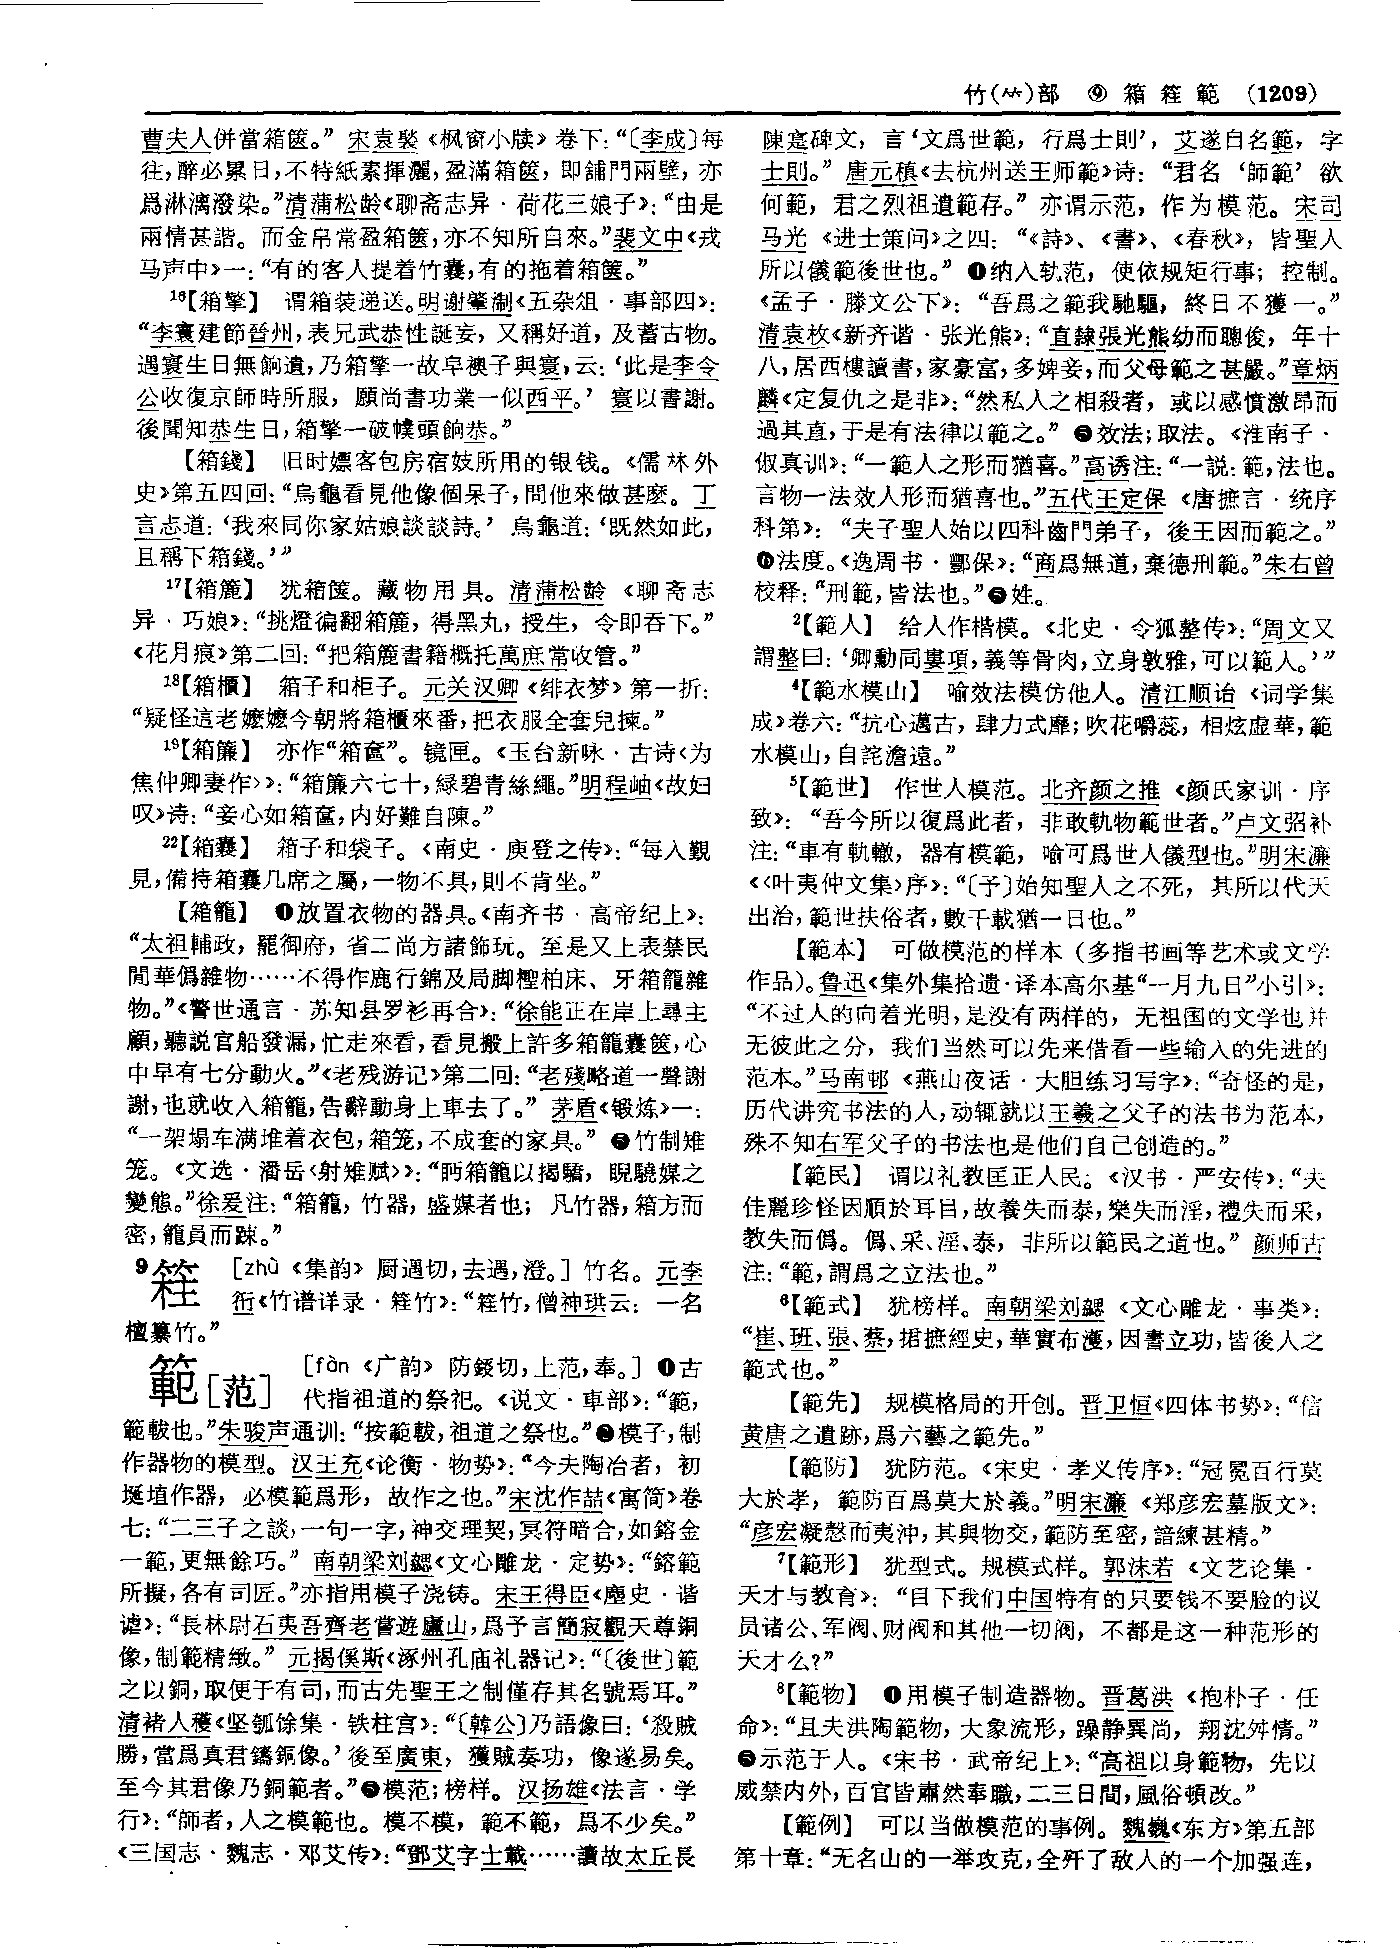 竹(⺮)部 ⑨ 箱 䇠 範 (1209)
曹夫人併當箱篋。” 宋袁褧《枫窗小牍》卷下：“〔李成〕每
往，醉必累日，不特紙素揮灑，盈滿箱篋，即鋪門兩壁，亦
爲淋漓潑染。”清蒲松龄《聊斋志异·荷花三娘子》：“由是
兩情甚諧。而金帛常盈箱篋，亦不知所自來。”裴文中《戎
马声中》一：“有的客人提着竹囊，有的拖着箱篋。”
16【箱擎】 谓箱装递送。明谢肇淛《五杂俎·事部四》：
“李寰建節晉州，表兄武恭性誕妄，又稱好道，及蓄古物。
遇寰生日無餉遺，乃箱擎一故皁襖子與寰，云：‘此是李令
公收復京師時所服，願尚書功業一似西平。’寰以書謝。
後聞知恭生日，箱擎一破幞頭餉恭。”
【箱錢】 旧时嫖客包房宿妓所用的银钱。《儒林外
史》第五四回：“烏龜看見他像個呆子，問他來做甚麽。丁
言志道：‘我來同你家姑娘談談詩。’ 烏龜道：‘既然如此，
且稱下箱錢。’”
17【箱簏】 犹箱篋。藏物用具。清蒲松龄《聊斋志
异·巧娘》：“挑燈徧翻箱簏，得黑丸，授生，令即吞下。”
《花月痕》第二回：“把箱簏書籍概托萬庶常收管。”
18【箱櫃】 箱子和柜子。元关汉卿《绯衣梦》第一折：
“疑怪這老嬤嬤今朝將箱櫃來番，把衣服全套兒揀。”
19【箱簾】 亦作“箱奩”。镜匣。《玉台新咏·古诗〈为
焦仲卿妻作〉》：“箱簾六七十，緑碧青絲繩。”明程岫《故妇
叹》诗：“妾心如箱奩，内好難自陳。”
22【箱囊】 箱子和袋子。《南史·庾登之传》：“每入覲
見，備持箱囊几席之屬，一物不具，則不肯坐。”
【箱籠】 ❶放置衣物的器具。《南齐书·高帝纪上》：
“太祖輔政，罷御府，省二尚方諸飾玩。至是又上表禁民
間華僞雜物……不得作鹿行錦及局脚檉柏床、牙箱籠雜
物。”《警世通言·苏知县罗衫再合》：“徐能正在岸上尋主
顧，聽説官船發漏，忙走來看，看見搬上許多箱籠囊篋，心
中早有七分動火。”《老残游记》第二回：“老殘略道一聲謝
謝，也就收入箱籠，告辭動身上車去了。” 茅盾《锻炼》一：
“一架塌车满堆着衣包，箱笼，不成套的家具。” ❷竹制雉
笼。《文选·潘岳〈射雉赋〉》：“眄箱籠以揭驕，睨驍媒之
變態。”徐爰注：“箱籠，竹器，盛媒者也；凡竹器，箱方而
密，籠員而踈。”
9 䇠 [zhù《集韵》厨遇切，去遇，澄。] 竹名。元李
衎《竹谱详录·䇠竹》：“䇠竹，僧神珙云：一名
檀纂竹。”
範[范] [fàn《广韵》防錽切，上范，奉。] ❶古
代指祖道的祭祀。《说文·車部》：“範，
範軷也。”朱骏声通训：“按範軷，祖道之祭也。”❷模子，制
作器物的模型。汉王充《论衡·物势》：“今夫陶冶者，初
埏埴作器，必模範爲形，故作之也。”宋沈作喆《寓简》卷
七：“二三子之談，一句一字，神交理契，冥符暗合，如鎔金
一範，更無餘巧。” 南朝梁刘勰《文心雕龙·定势》：“鎔範
所擬，各有司匠。”亦指用模子浇铸。宋王得臣《麈史·谐
谑》：“長林尉石夷吾齊老嘗遊廬山，爲予言簡寂觀天尊銅
像，制範精緻。” 元揭傒斯《涿州孔庙礼器记》：“〔後世〕範
之以銅，取便于有司，而古先聖王之制僅存其名號焉耳。”
清褚人穫《坚瓠馀集·铁柱宫》：“〔韓公〕乃語像曰：‘殺賊
勝，當爲真君鑄銅像。’後至廣東，獲賊奏功，像遂易矣。
至今其君像乃銅範者。”❸模范；榜样。汉扬雄《法言·学
行》：“師者，人之模範也。模不模，範不範，爲不少矣。”
《三国志·魏志·邓艾传》：“鄧艾字士載……讀故太丘長
陳寔碑文，言‘文爲世範，行爲士則’，艾遂自名範，字
士則。” 唐元稹《去杭州送王师範》诗：“君名‘師範’欲
何範，君之烈祖遺範存。” 亦谓示范，作为模范。宋司
马光《进士策问》之四：“《詩》、《書》、《春秋》，皆聖人
所以儀範後世也。” ❹纳入轨范，使依规矩行事；控制。
《孟子·滕文公下》：“吾爲之範我馳驅，終日不獲一。”
清袁枚《新齐谐·张光熊》：“直隸張光熊幼而聰俊，年十
八，居西樓讀書，家豪富，多婢妾，而父母範之甚嚴。”章炳
麟《定复仇之是非》：“然私人之相殺者，或以感憤激昂而
過其直，于是有法律以範之。” ❺效法；取法。《淮南子·
俶真训》：“一範人之形而猶喜。”高诱注：“一説：範，法也。
言物一法效人形而猶喜也。”五代王定保《唐摭言·统序
科第》：“夫子聖人始以四科齒門弟子，後王因而範之。”
❻法度。《逸周书·酆保》：“商爲無道，棄德刑範。”朱右曾
校释：“刑範，皆法也。”❼姓。
2【範人】 给人作楷模。《北史·令狐整传》：“周文又
謂整曰：‘卿勳同婁項，義等骨肉，立身敦雅，可以範人。’”
4【範水模山】 喻效法模仿他人。清江顺诒《词学集
成》卷六：“抗心邁古，肆力式靡；吹花嚼蕊，相炫虚華，範
水模山，自詫澹遠。”
5【範世】 作世人模范。北齐颜之推《颜氏家训·序
致》：“吾今所以復爲此者，非敢軌物範世者。”卢文弨补
注：“車有軌轍，器有模範，喻可爲世人儀型也。”明宋濂
《〈叶夷仲文集〉序》：“〔予〕始知聖人之不死，其所以代天
出治，範世扶俗者，數千載猶一日也。”
【範本】 可做模范的样本（多指书画等艺术或文学
作品）。鲁迅《集外集拾遗·译本高尔基“一月九日”小引》：
“不过人的向着光明，是没有两样的，无祖国的文学也并
无彼此之分，我们当然可以先来借看一些输入的先进的
范本。”马南邨《燕山夜话·大胆练习写字》：“奇怪的是，
历代讲究书法的人，动辄就以王羲之父子的法书为范本，
殊不知右军父子的书法也是他们自己创造的。”
【範民】 谓以礼教匡正人民。《汉书·严安传》：“夫
佳麗珍怪因順於耳目，故養失而泰，樂失而淫，禮失而采，
教失而僞。僞、采、淫、泰，非所以範民之道也。” 颜师古
注：“範，謂爲之立法也。”
6【範式】 犹榜样。南朝梁刘勰《文心雕龙·事类》：
“崔、班、張、蔡，捃摭經史，華實布濩，因書立功，皆後人之
範式也。”
【範先】 规模格局的开创。晋卫恒《四体书势》：“信
黄唐之遺跡，爲六藝之範先。”
【範防】 犹防范。《宋史·孝义传序》：“冠冕百行莫
大於孝，範防百爲莫大於義。”明宋濂《郑彦宏墓版文》：
“彦宏凝慤而夷沖，其與物交，範防至密，諳練甚精。”
7【範形】 犹型式。规模式样。郭沫若《文艺论集·
天才与教育》：“目下我们中国特有的只要钱不要脸的议
员诸公、军阀、财阀和其他一切阀，不都是这一种范形的
天才么？”
8【範物】 ❶用模子制造器物。晋葛洪《抱朴子·任
命》：“且夫洪陶範物，大象流形，躁静異尚，翔沈舛情。”
❷示范于人。《宋书·武帝纪上》：“高祖以身範物，先以
威禁内外，百官皆肅然奉職，二三日間，風俗頓改。”
【範例】 可以当做模范的事例。魏巍《东方》第五部
第十章：“无名山的一举攻克，全歼了敌人的一个加强连，